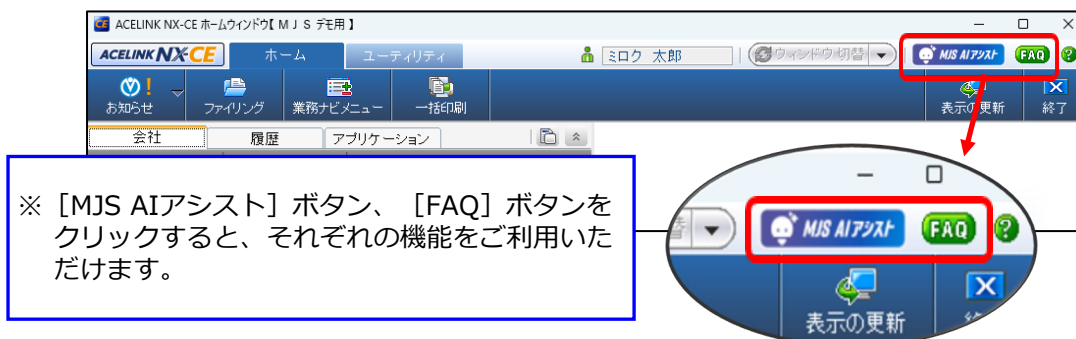 CE ACELINK NX-CE ホームウィンドウ【ＭＪＳ デモ用】
ACELINK NX-CE ホーム ユーティリティ ミロク 太郎 ウィンドウ切替 MJS AIアシスト FAQ ?
お知らせ ファイリング 業務ナビメニュー 一括印刷 表示の更新 終了
会社 履歴 アプリケーション
※［MJS AIアシスト］ボタン、［FAQ］ボタンを
クリックすると、それぞれの機能をご利用いた
だけます。
替 MJS AIアシスト FAQ ?
表示の更新